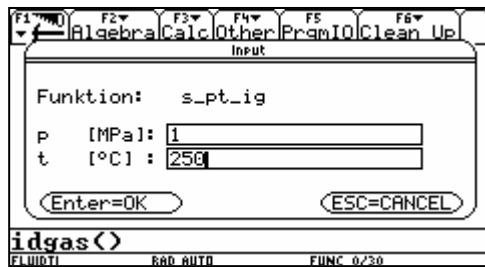 F1 F2 F3 F4 F5 F6
Algebra Calc Other PrgmIO Clean Up
Input
Funktion: s_pt_ig
p [MPa]: 1
t [°C] : 250
Enter=OK ESC=CANCEL
idgas()
FLUIDTI RAD AUTO FUNC 0/30